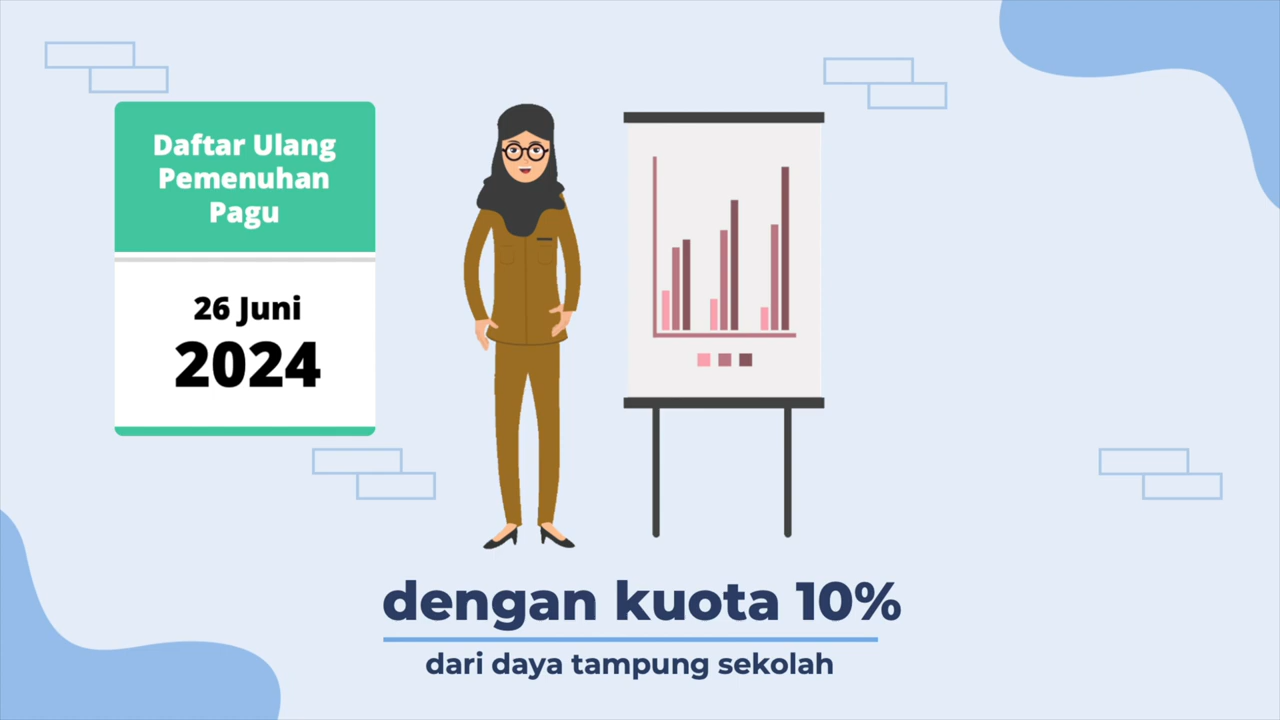 Daftar Ulang
Pemenuhan
Pagu
26 Juni
2024
dengan kuota 10%
dari daya tampung sekolah